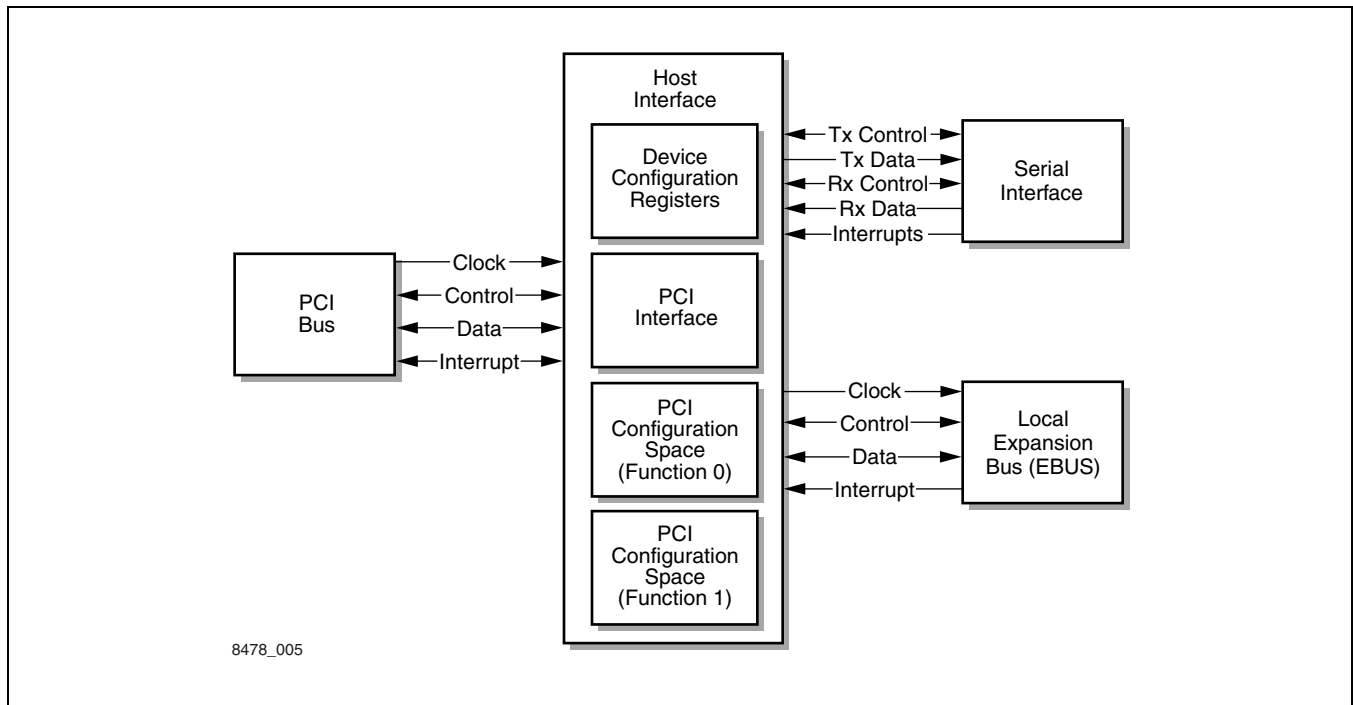 Host
Interface
Device
Configuration
Registers
PCI
Interface
PCI
Configuration
Space
(Function 0)
PCI
Configuration
Space
(Function 1)
PCI
Bus
Clock
Control
Data
Interrupt
Tx Control
Tx Data
Rx Control
Rx Data
Interrupts
Serial
Interface
Clock
Control
Data
Interrupt
Local
Expansion
Bus (EBUS)
8478_005